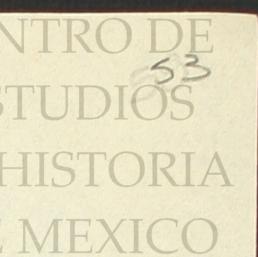 NTRO DE
53
STUDIOS
HISTORIA
E MEXICO